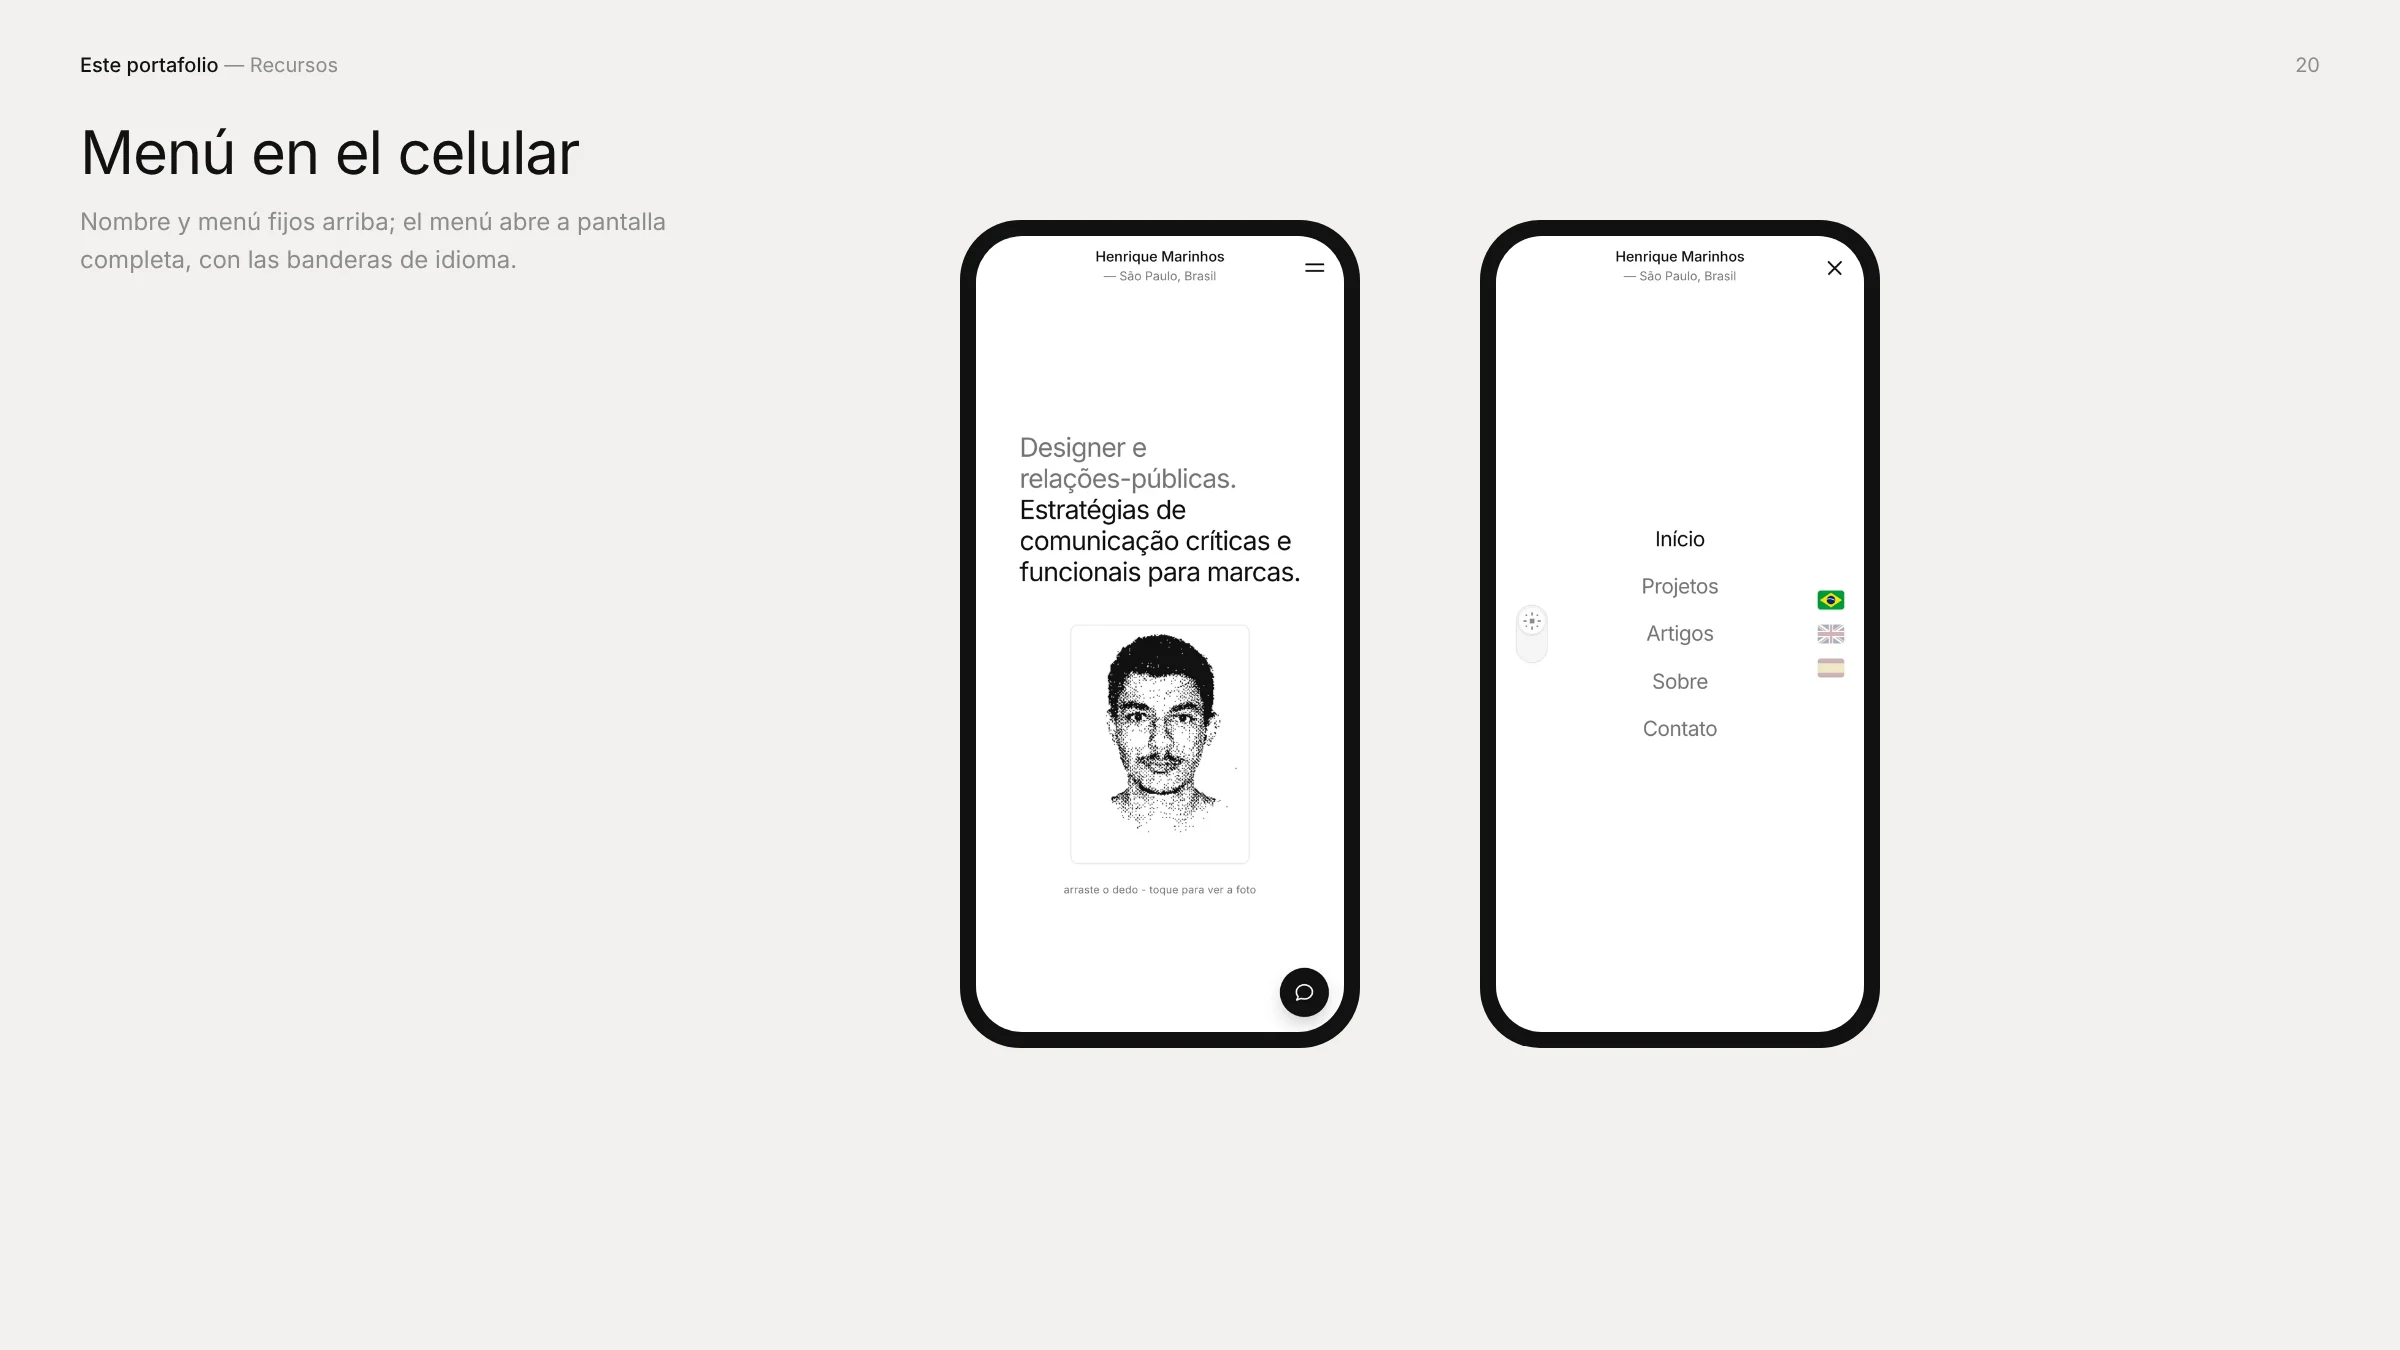 Este portafolio — Recursos
20
Menú en el celular
Nombre y menú fijos arriba; el menú abre a pantalla
completa, con las banderas de idioma.
Henrique Marinhos
— São Paulo, Brasil
Designer e
relações-públicas.
Estratégias de
comunicação críticas e
funcionais para marcas.
arraste o dedo - toque para ver a foto
Henrique Marinhos
— São Paulo, Brasil
Início
Projetos
Artigos
Sobre
Contato